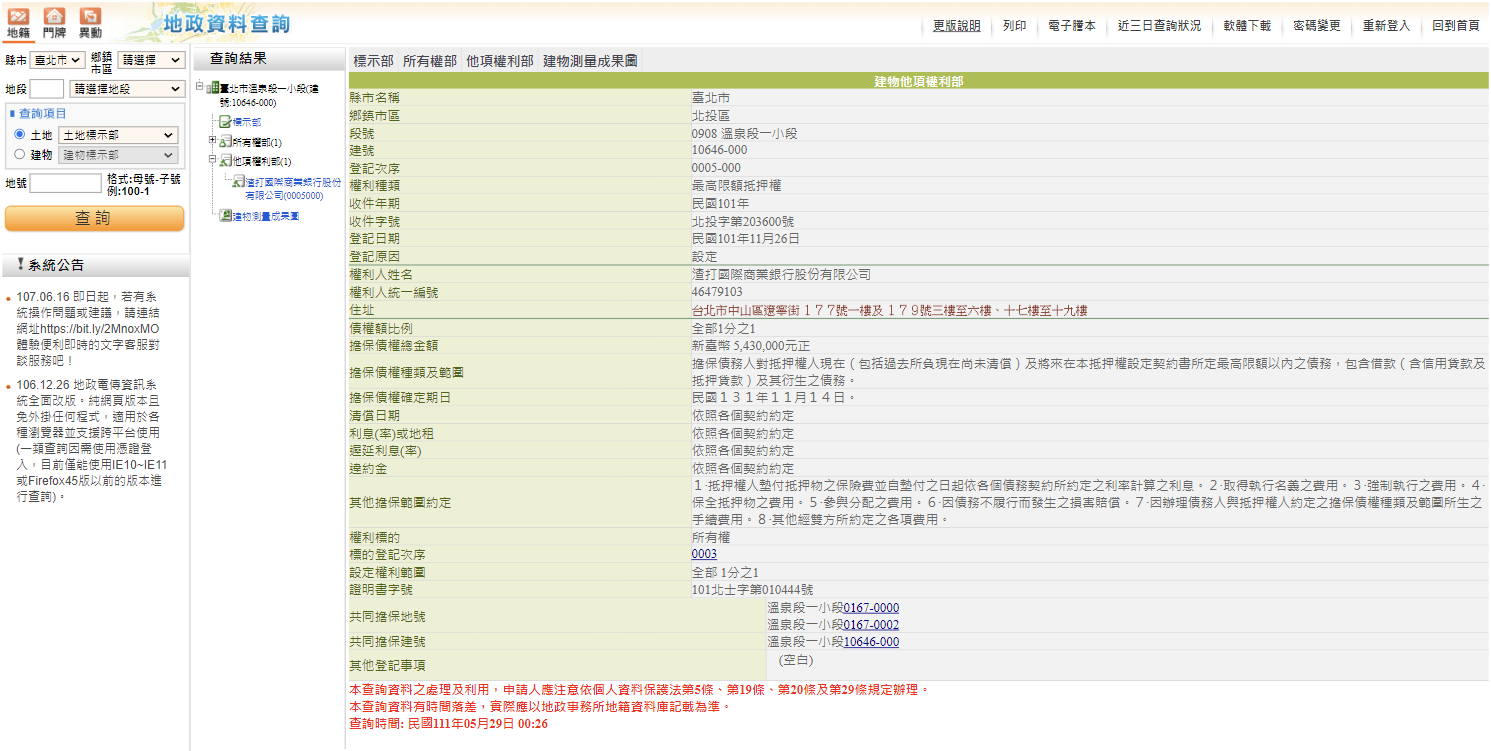 地籍 門牌 異動 地政資料查詢
更版說明 列印 電子謄本 近三日查詢狀況 軟體下載 密碼變更 重新登入 回到首頁
縣市 臺北市 鄉鎮市區 請選擇
地段 請選擇地段
查詢項目
土地 土地標示部
建物 建物標示部
地號 格式:母號-子號
例:100-1
查詢
系統公告
107.06.16 即日起，若有系
統操作問題或建議，請連結
網址https://bit.ly/2MnoxMO
體驗便利即時的文字客服對
談服務吧！
106.12.26 地政電傳資訊系
統全面改版。純網頁版本且
免外掛任何程式，適用於各
種瀏覽器並支援跨平台使用
(一類查詢因需使用憑證登
入，目前僅能使用IE10~IE11
或Firefox45版以前的版本進
行查詢)。
查詢結果
臺北市溫泉段一小段(建
號:10646-000)
標示部
所有權部(1)
他項權利部(1)
渣打國際商業銀行股份
有限公司(0005000)
建物測量成果圖
標示部 所有權部 他項權利部 建物測量成果圖
建物他項權利部
縣市名稱 臺北市
鄉鎮市區 北投區
段號 0908 溫泉段一小段
建號 10646-000
登記次序 0005-000
權利種類 最高限額抵押權
收件年期 民國101年
收件字號 北投字第203600號
登記日期 民國101年11月26日
登記原因 設定
權利人姓名 渣打國際商業銀行股份有限公司
權利人統一編號 46479103
住址 台北市中山區遼寧街１７７號一樓及１７９號三樓至六樓、十七樓至十九樓
債權額比例 全部1分之1
擔保債權總金額 新臺幣 5,430,000元正
擔保債權種類及範圍 擔保債務人對抵押權人現在（包括過去所負現在尚未清償）及將來在本抵押權設定契約書所定最高限額以內之債務，包含借款（含信用貸款及
抵押貸款）及其衍生之債務。
擔保債權確定期日 民國１３１年１１月１４日。
清償日期 依照各個契約約定
利息(率)或地租 依照各個契約約定
遲延利息(率) 依照各個契約約定
違約金 依照各個契約約定
其他擔保範圍約定 １‧抵押權人墊付抵押物之保險費並自墊付之日起依各個債務契約所約定之利率計算之利息。２‧取得執行名義之費用。３‧強制執行之費用。４‧
保全抵押物之費用。５‧參與分配之費用。６‧因債務不履行而發生之損害賠償。７‧因辦理債務人與抵押權人約定之擔保債權種類及範圍所生之
手續費用。８‧其他經雙方所約定之各項費用。
權利標的 所有權
標的登記次序 0003
設定權利範圍 全部 1分之1
證明書字號 101北士字第010444號
共同擔保地號 溫泉段一小段0167-0000
溫泉段一小段0167-0002
共同擔保建號 溫泉段一小段10646-000
其他登記事項 (空白)
本查詢資料之處理及利用，申請人應注意依個人資料保護法第5條、第19條、第20條及第29條規定辦理。
本查詢資料有時間落差，實際應以地政事務所地籍資料庫記載為準。
查詢時間: 民國111年05月29日 00:26